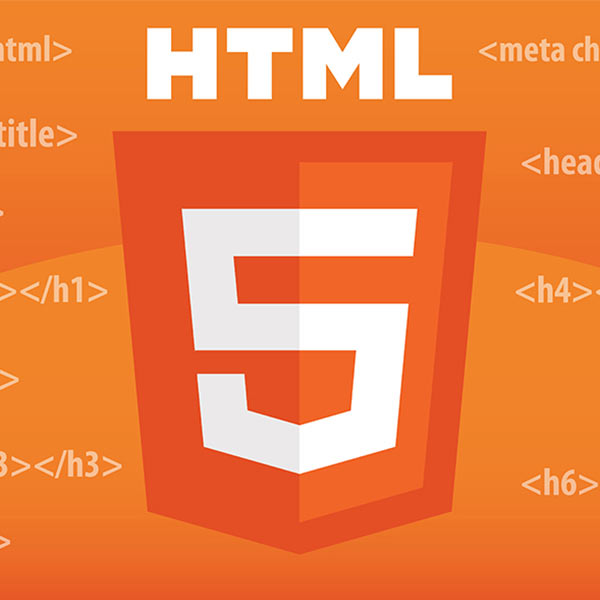 HTML
html>
<meta ch
title>
<head
>
5
></h1>
<h4><
>
3></h3>
<h6>
>